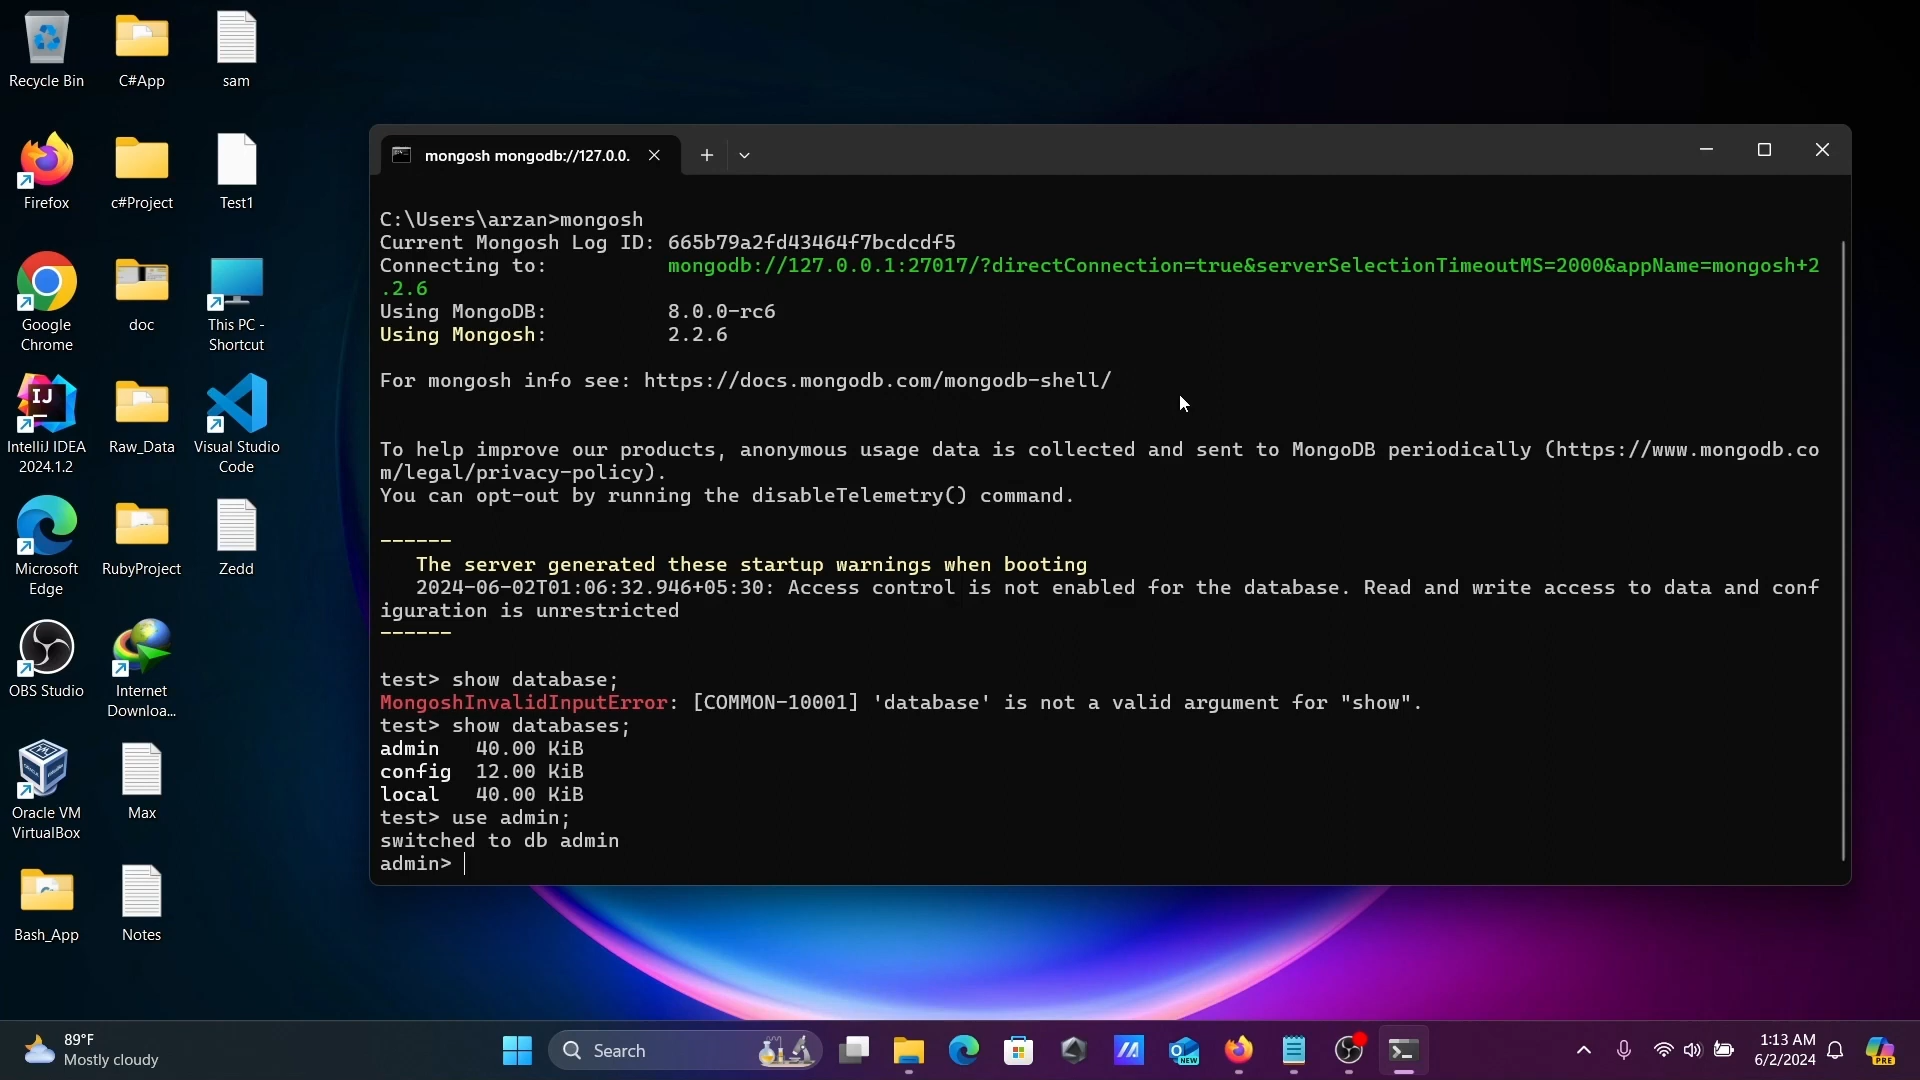 Recycle Bin
C#App
sam
Firefox
c#Project
Test1
Google
Chrome
doc
This PC -
Shortcut
IntelliJ IDEA
2024.1.2
Raw_Data
Visual Studio
Code
Microsoft
Edge
RubyProject
Zedd
OBS Studio
Internet
Downloa...
Oracle VM
VirtualBox
Max
Bash_App
Notes
mongosh mongodb://127.0.0.
C:\Users\arzan>mongosh
Current Mongosh Log ID: 665b79a2fd43464f7bcdcdf5
Connecting to: mongodb://127.0.0.1:27017/?directConnection=true&serverSelectionTimeoutMS=2000&appName=mongosh+2
.2.6
Using MongoDB: 8.0.0-rc6
Using Mongosh: 2.2.6
For mongosh info see: https://docs.mongodb.com/mongodb-shell/
To help improve our products, anonymous usage data is collected and sent to MongoDB periodically (https://www.mongodb.co
m/legal/privacy-policy).
You can opt-out by running the disableTelemetry() command.
------
The server generated these startup warnings when booting
2024-06-02T01:06:32.946+05:30: Access control is not enabled for the database. Read and write access to data and conf
iguration is unrestricted
------
test> show database;
MongoshInvalidInputError: [COMMON-10001] 'database' is not a valid argument for "show".
test> show databases;
admin 40.00 KiB
config 12.00 KiB
local 40.00 KiB
test> use admin;
switched to db admin
admin>
89°F
Mostly cloudy
Search
NEW
1:13 AM
6/2/2024
PRE